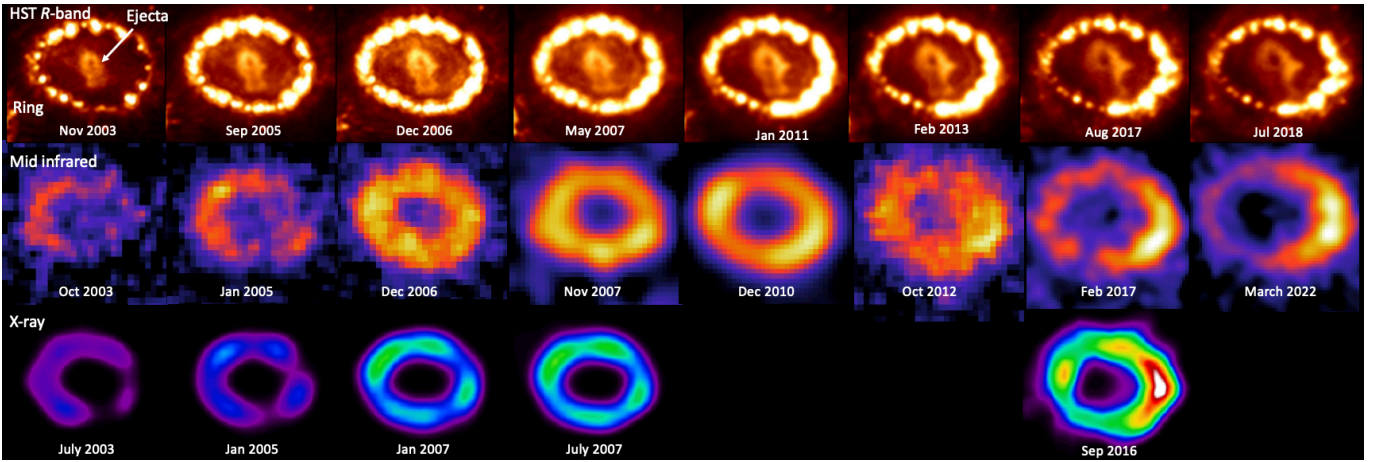 HST R-band
Ejecta
Ring
Nov 2003
Sep 2005
Dec 2006
May 2007
Jan 2011
Feb 2013
Aug 2017
Jul 2018
Mid infrared
Oct 2003
Jan 2005
Dec 2006
Nov 2007
Dec 2010
Oct 2012
Feb 2017
March 2022
X-ray
July 2003
Jan 2005
Jan 2007
July 2007
Sep 2016